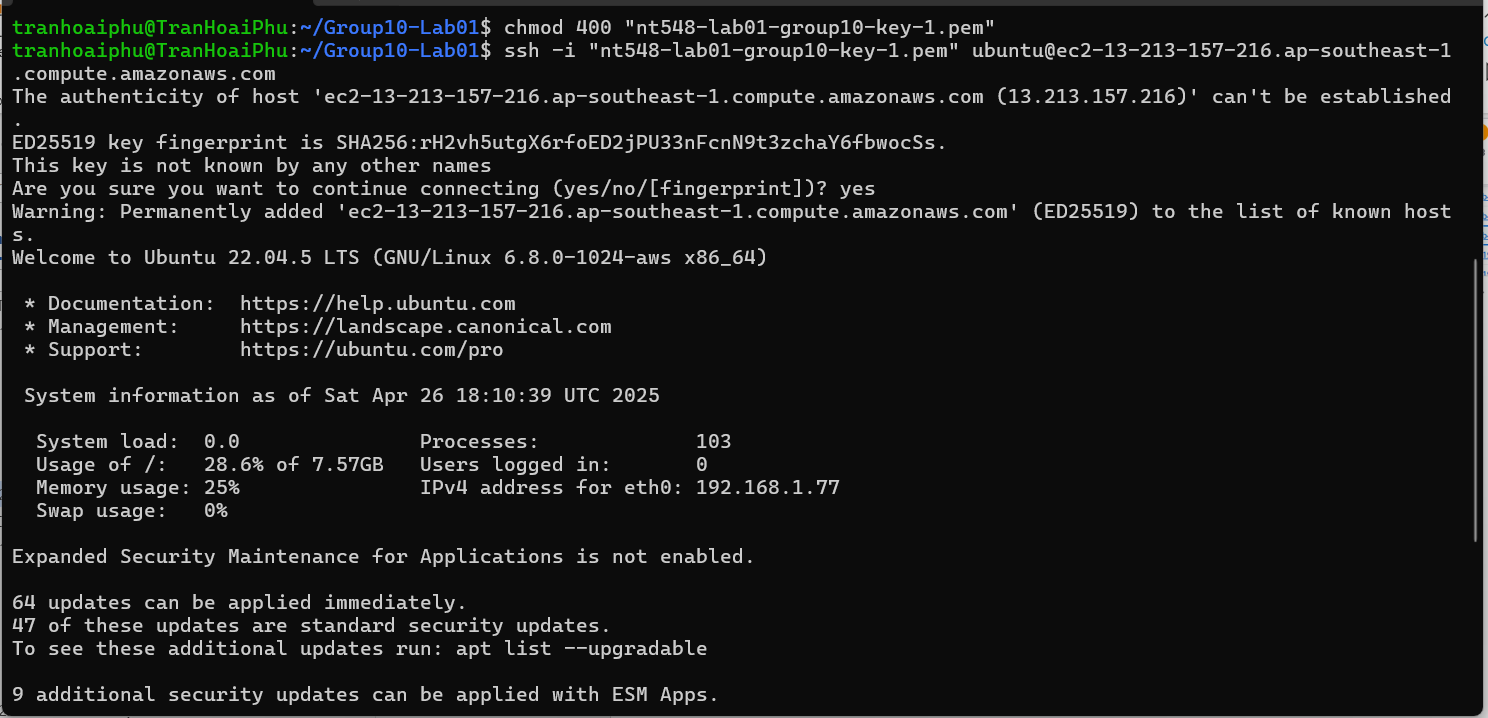 tranhoaiphu@TranHoaiPhu:~/Group10-Lab01$ chmod 400 "nt548-lab01-group10-key-1.pem"
tranhoaiphu@TranHoaiPhu:~/Group10-Lab01$ ssh -i "nt548-lab01-group10-key-1.pem" ubuntu@ec2-13-213-157-216.ap-southeast-1
.compute.amazonaws.com
The authenticity of host 'ec2-13-213-157-216.ap-southeast-1.compute.amazonaws.com (13.213.157.216)' can't be established
.
ED25519 key fingerprint is SHA256:rH2vh5utgX6rfoED2jPU33nFcnN9t3zchaY6fbwocSs.
This key is not known by any other names
Are you sure you want to continue connecting (yes/no/[fingerprint])? yes
Warning: Permanently added 'ec2-13-213-157-216.ap-southeast-1.compute.amazonaws.com' (ED25519) to the list of known host
s.
Welcome to Ubuntu 22.04.5 LTS (GNU/Linux 6.8.0-1024-aws x86_64)
* Documentation:  https://help.ubuntu.com
* Management:     https://landscape.canonical.com
* Support:        https://ubuntu.com/pro
System information as of Sat Apr 26 18:10:39 UTC 2025
System load:  0.0               Processes:             103
Usage of /:   28.6% of 7.57GB   Users logged in:       0
Memory usage: 25%               IPv4 address for eth0: 192.168.1.77
Swap usage:   0%
Expanded Security Maintenance for Applications is not enabled.
64 updates can be applied immediately.
47 of these updates are standard security updates.
To see these additional updates run: apt list --upgradable
9 additional security updates can be applied with ESM Apps.